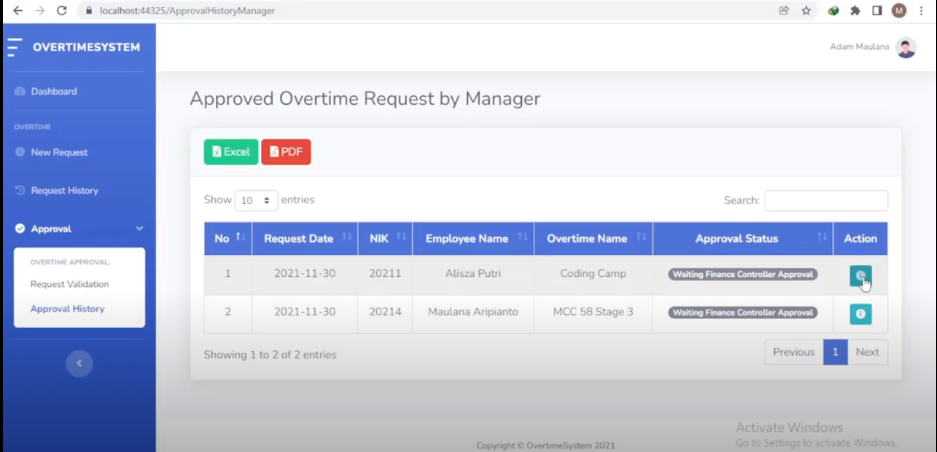 localhost:44325/ApprovalHistoryManager
M
OVERTIMESYSTEM
Adam Maulana
Dashboard
OVERTIME
New Request
Request History
Approval
OVERTIME APPROVAL:
Request Validation
Approval History
Approved Overtime Request by Manager
Excel PDF
Show 10 entries Search:
No Request Date NIK Employee Name Overtime Name Approval Status Action
1 2021-11-30 20211 Alisza Putri Coding Camp Waiting Finance Controller Approval
2 2021-11-30 20214 Maulana Aripianto MCC 58 Stage 3 Waiting Finance Controller Approval
Showing 1 to 2 of 2 entries Previous 1 Next
Activate Windows
Go to Settings to activate Windows.
Copyright © OvertimeSystem 2021